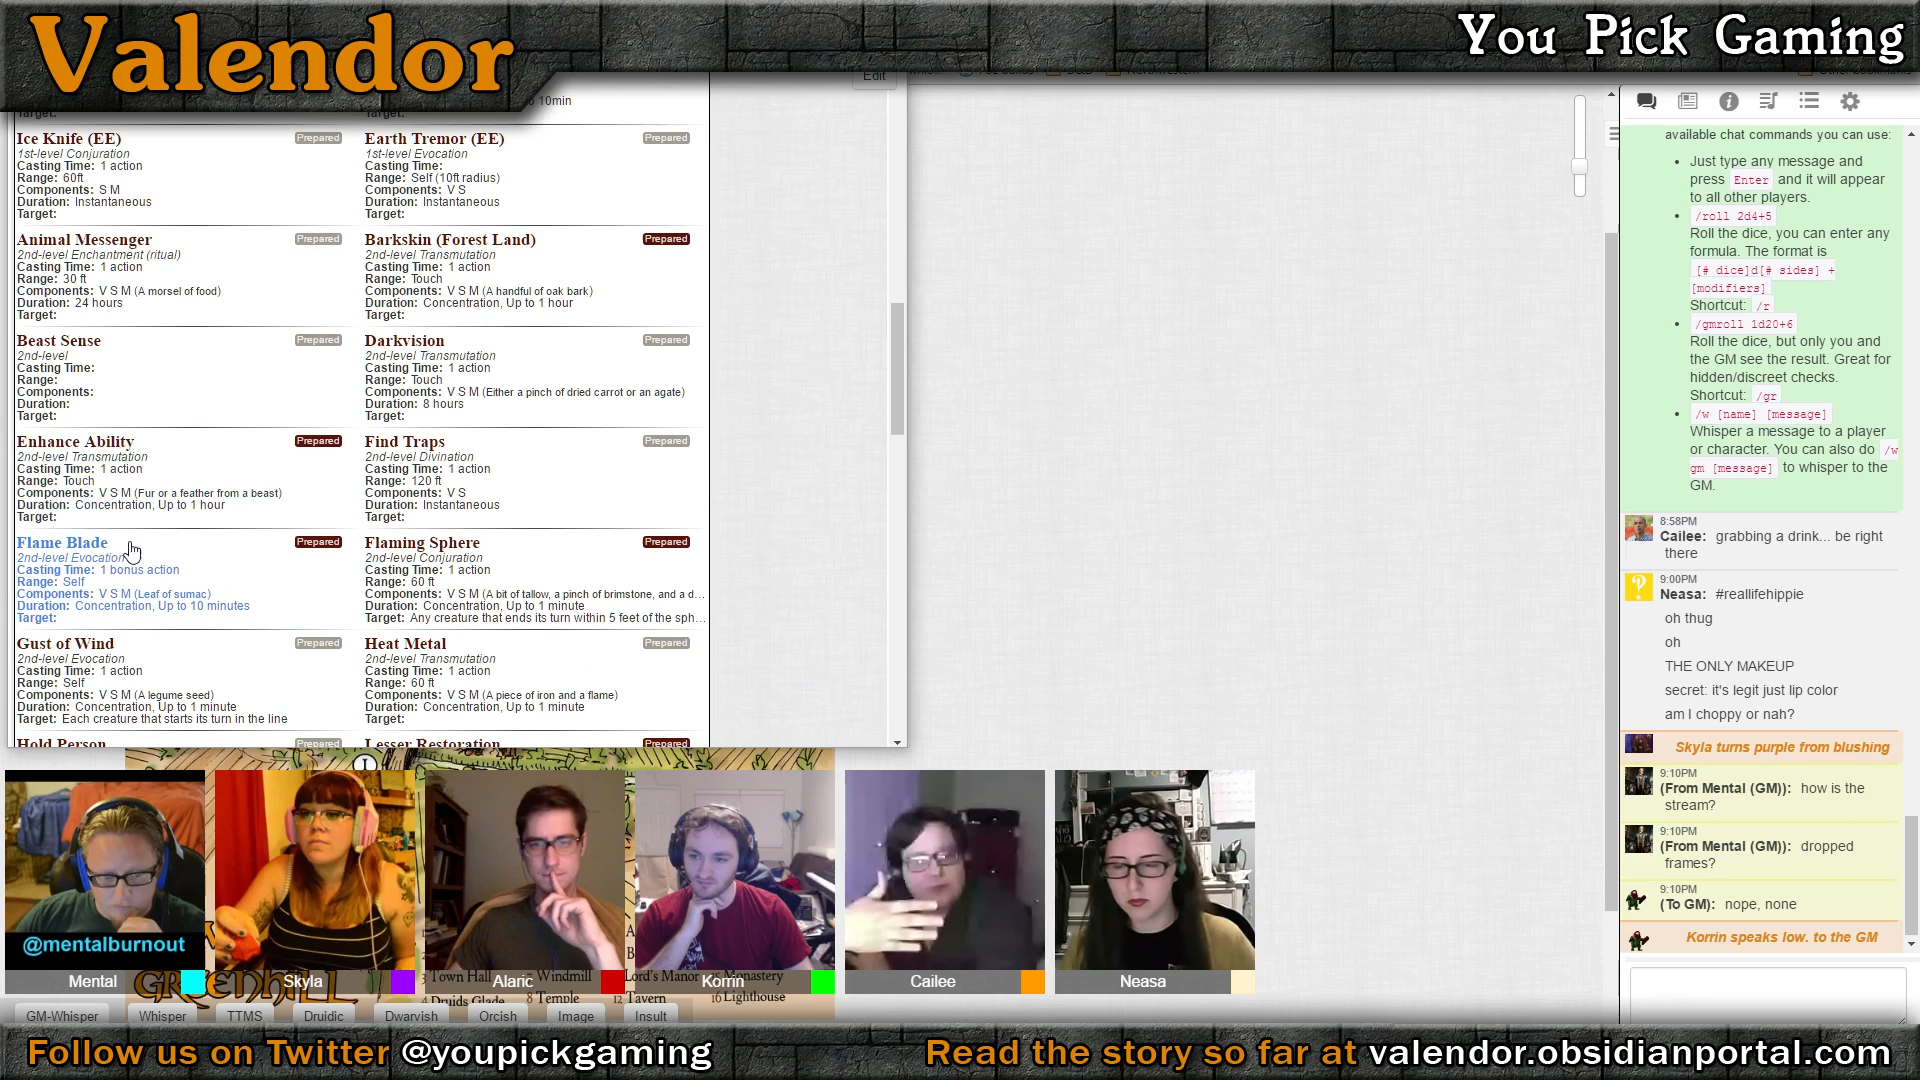 Valendor
You Pick Gaming
Edit
10min
Target:
Ice Knife (EE)
Prepared
1st-level Conjuration
Casting Time: 1 action
Range: 60ft
Components: S M
Duration: Instantaneous
Target:
Earth Tremor (EE)
Prepared
1st-level Evocation
Casting Time:
Range: Self (10ft radius)
Components: V S
Duration: Instantaneous
Target:
Animal Messenger
Prepared
2nd-level Enchantment (ritual)
Casting Time: 1 action
Range: 30 ft
Components: V S M (A morsel of food)
Duration: 24 hours
Target:
Barkskin (Forest Land)
Prepared
2nd-level Transmutation
Casting Time: 1 action
Range: Touch
Components: V S M (A handful of oak bark)
Duration: Concentration, Up to 1 hour
Target:
Beast Sense
Prepared
2nd-level
Casting Time:
Range:
Components:
Duration:
Target:
Darkvision
Prepared
2nd-level Transmutation
Casting Time: 1 action
Range: Touch
Components: V S M (Either a pinch of dried carrot or an agate)
Duration: 8 hours
Target:
Enhance Ability
Prepared
2nd-level Transmutation
Casting Time: 1 action
Range: Touch
Components: V S M (Fur or a feather from a beast)
Duration: Concentration, Up to 1 hour
Target:
Find Traps
Prepared
2nd-level Divination
Casting Time: 1 action
Range: 120 ft
Components: V S
Duration: Instantaneous
Target:
Flame Blade
Prepared
2nd-level Evocation
Casting Time: 1 bonus action
Range: Self
Components: V S M (Leaf of sumac)
Duration: Concentration, Up to 10 minutes
Target:
Flaming Sphere
Prepared
2nd-level Conjuration
Casting Time: 1 action
Range: 60 ft
Components: V S M (A bit of tallow, a pinch of brimstone, and a d...
Duration: Concentration, Up to 1 minute
Target: Any creature that ends its turn within 5 feet of the sph...
Gust of Wind
Prepared
2nd-level Evocation
Casting Time: 1 action
Range: Self
Components: V S M (A legume seed)
Duration: Concentration, Up to 1 minute
Target: Each creature that starts its turn in the line
Heat Metal
Prepared
2nd-level Transmutation
Casting Time: 1 action
Range: 60 ft
Components: V S M (A piece of iron and a flame)
Duration: Concentration, Up to 1 minute
Target:
Hold Person
Prepared
Lesser Restoration
Prepared
available chat commands you can use:
• Just type any message and
press Enter and it will appear
to all other players.
• /roll 2d4+5
Roll the dice, you can enter any
formula. The format is
[# dice]d[# sides] +
[modifiers]
Shortcut: /r
• /gmroll 1d20+6
Roll the dice, but only you and
the GM see the result. Great for
hidden/discreet checks.
Shortcut: /gr
• /w [name] [message]
Whisper a message to a player
or character. You can also do /w
gm [message] to whisper to the
GM.
8:58PM
Cailee: grabbing a drink... be right
there
9:00PM
Neasa: #reallifehippie
oh thug
oh
THE ONLY MAKEUP
secret: it's legit just lip color
am I choppy or nah?
Skyla turns purple from blushing
9:10PM
(From Mental (GM)): how is the
stream?
9:10PM
(From Mental (GM)): dropped
frames?
9:10PM
(To GM): nope, none
Korrin speaks low. to the GM
@mentalburnout
Mental
Skyla
Alaric
Korrin
Cailee
Neasa
GREENHILL
3 Town Hall
Windmill
Lord's Manor
Monastery
4 Druids Glade
8 Temple
12 Tavern
16 Lighthouse
GM-Whisper
Whisper
TTMS
Druidic
Dwarvish
Orcish
Image
Insult
Follow us on Twitter @youpickgaming
Read the story so far at valendor.obsidianportal.com